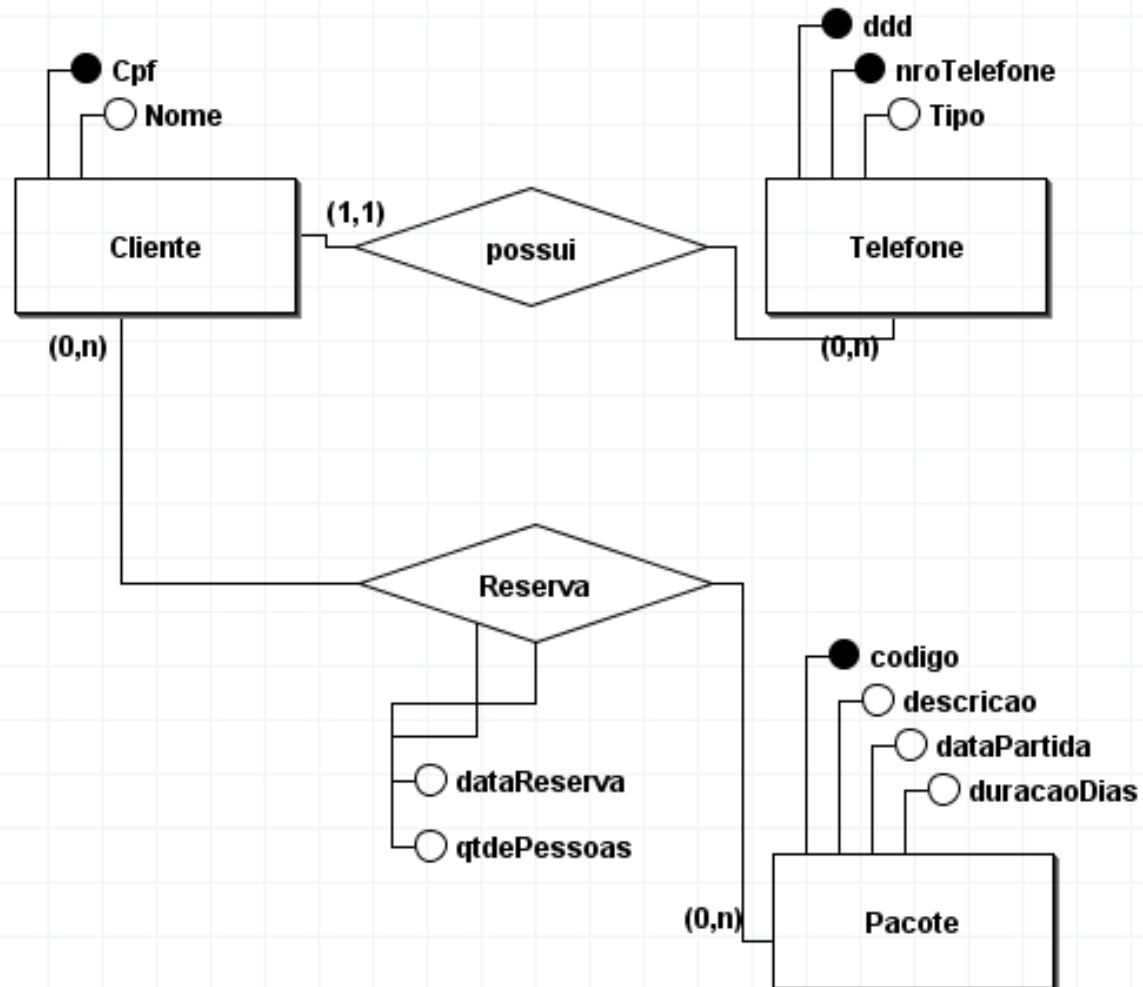 ddd
Cpf
nroTelefone
Nome
Tipo
(1,1)
Cliente
possui
Telefone
(0,n)
(0,n)
Reserva
codigo
descricao
dataPartida
dataReserva
duracaoDias
qtdePessoas
(0,n)
Pacote